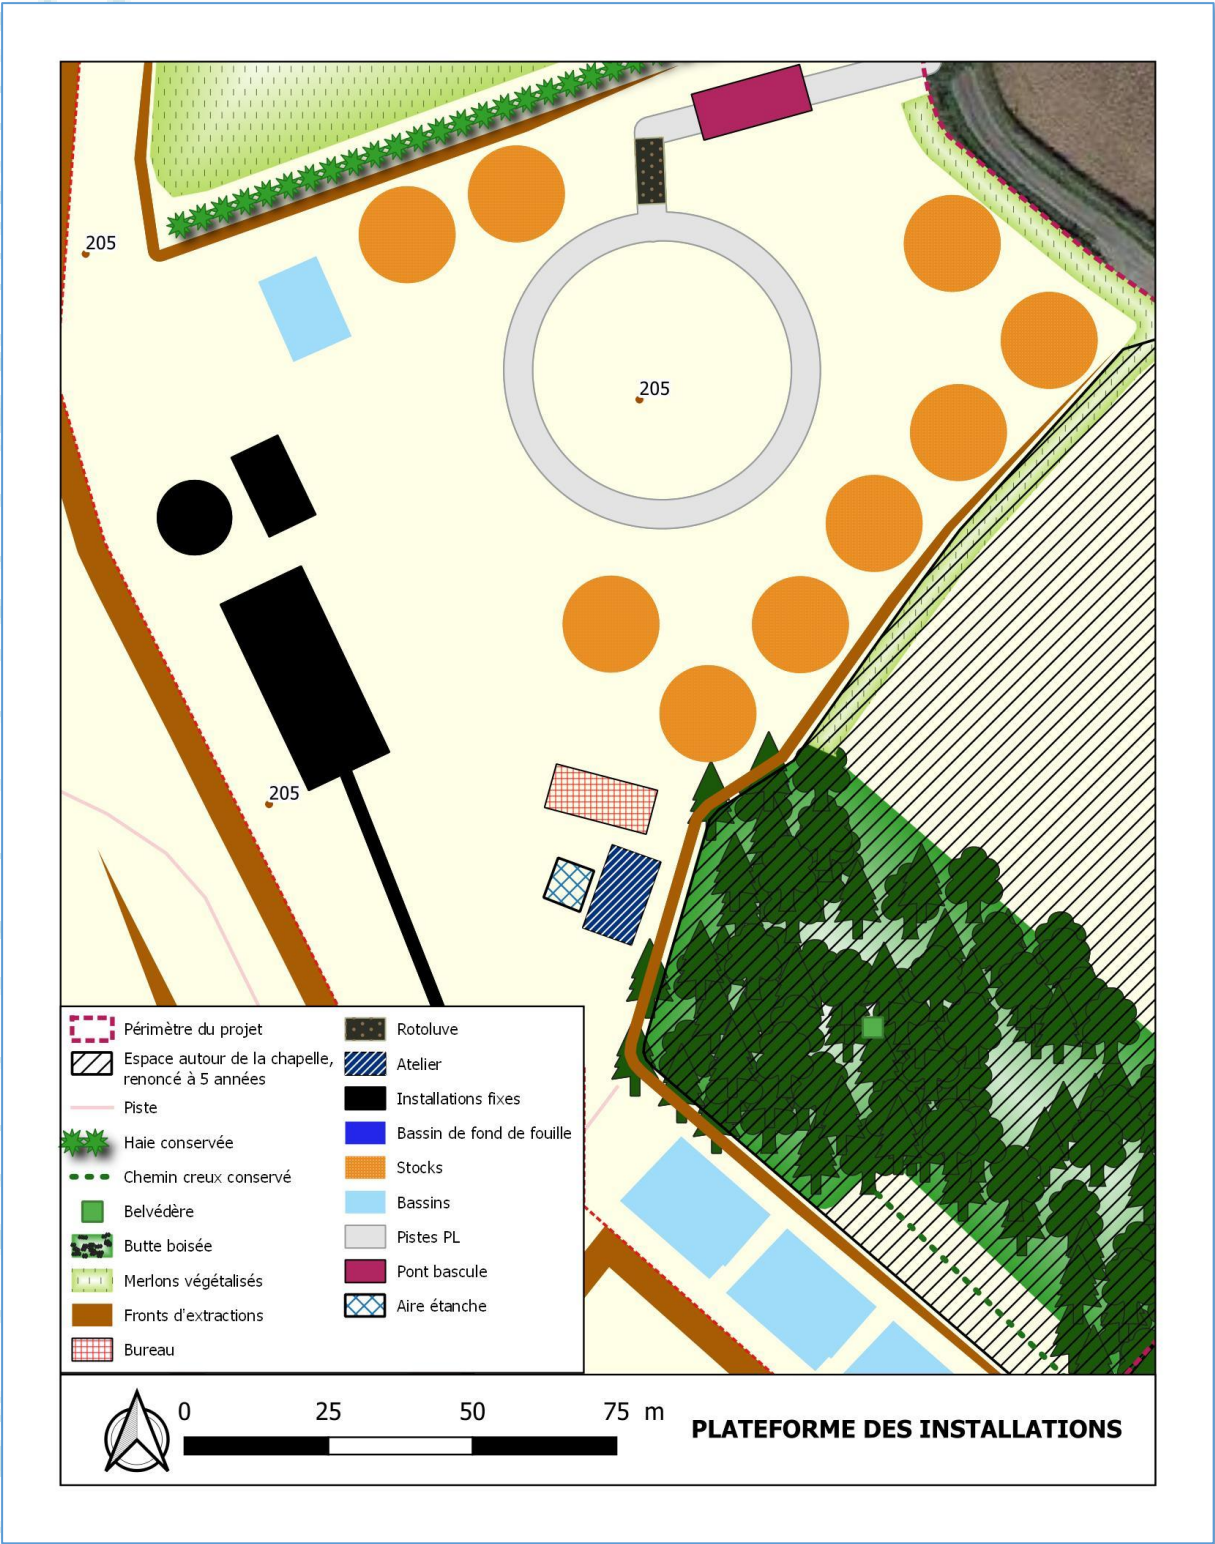 205
205
205
Périmètre du projet
Espace autour de la chapelle,
renoncé à 5 années
Piste
Haie conservée
Chemin creux conservé
Belvédère
Butte boisée
Merlons végétalisés
Fronts d'extractions
Bureau
Rotoluve
Atelier
Installations fixes
Bassin de fond de fouille
Stocks
Bassins
Pistes PL
Pont bascule
Aire étanche
0 25 50 75 m
PLATEFORME DES INSTALLATIONS